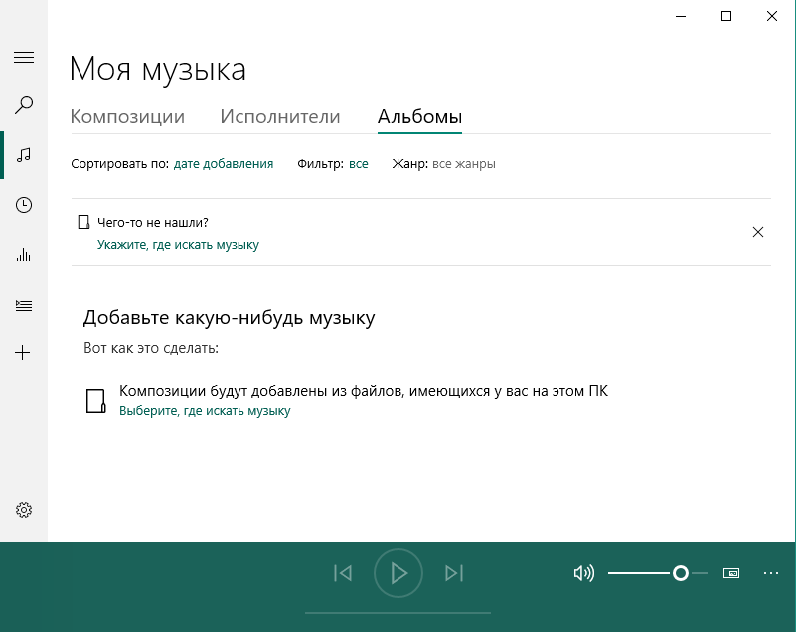 Моя музыка
Композиции Исполнители Альбомы
Сортировать по: дате добавления Фильтр: все Жанр: все жанры
Чего-то не нашли?
Укажите, где искать музыку
Добавьте какую-нибудь музыку
Вот как это сделать:
Композиции будут добавлены из файлов, имеющихся у вас на этом ПК
Выберите, где искать музыку